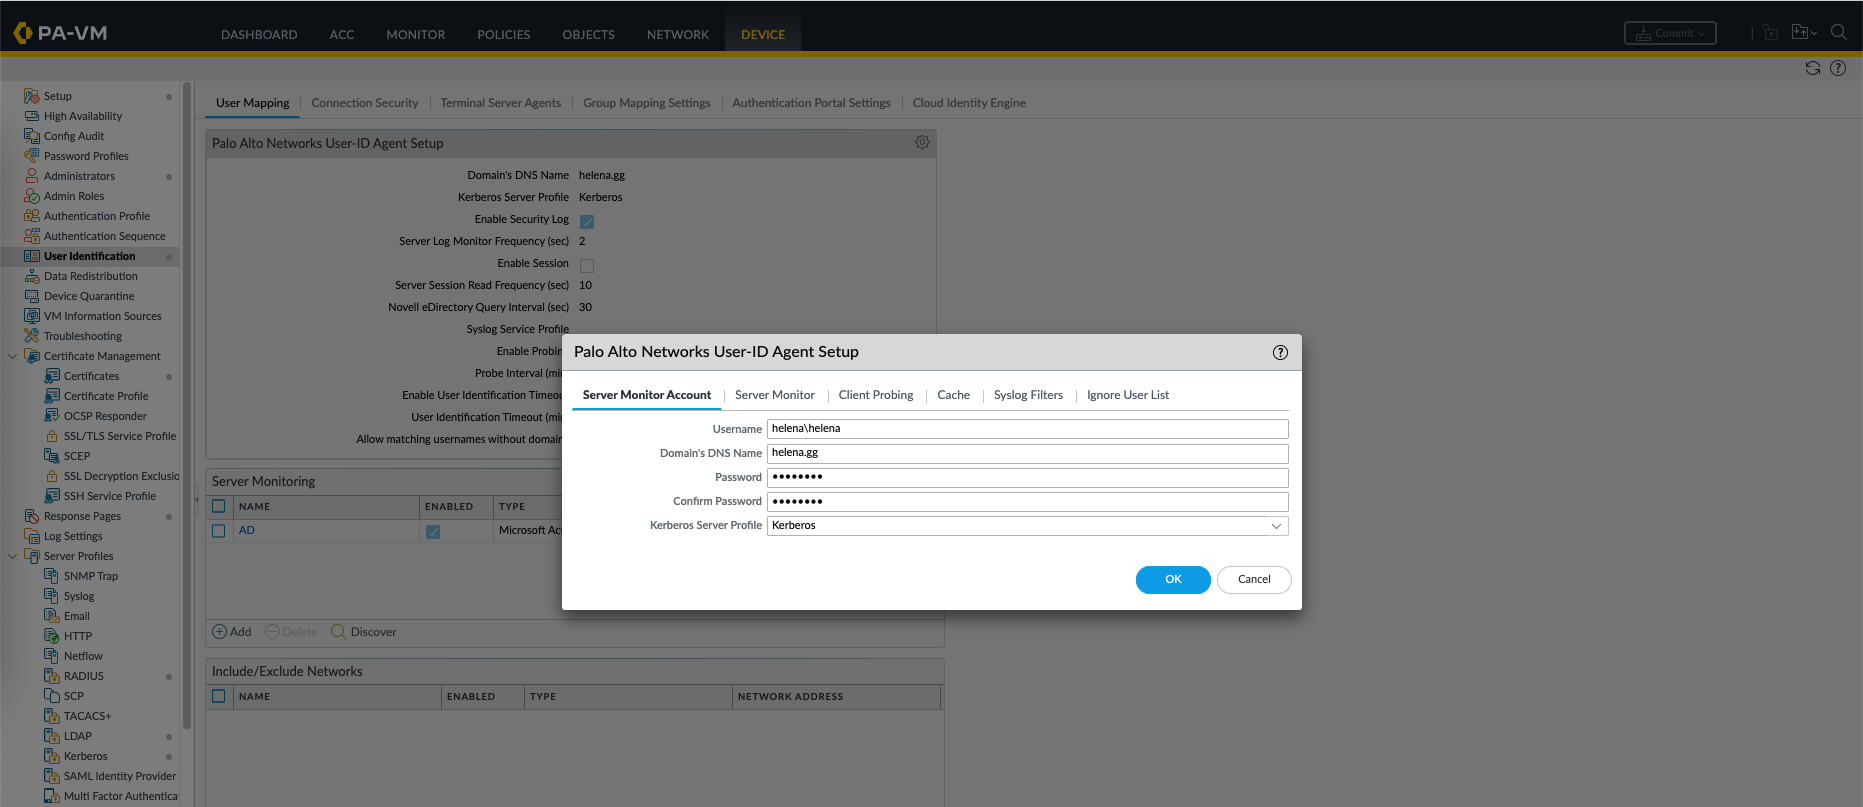 PA-VM
DASHBOARD ACC MONITOR POLICIES OBJECTS NETWORK DEVICE
Commit
Setup
High Availability
Config Audit
Password Profiles
Administrators
Admin Roles
Authentication Profile
Authentication Sequence
User Identification
Data Redistribution
Device Quarantine
VM Information Sources
Troubleshooting
Certificate Management
Certificates
Certificate Profile
OCSP Responder
SSL/TLS Service Profile
SCEP
SSL Decryption Exclusio
SSH Service Profile
Response Pages
Log Settings
Server Profiles
SNMP Trap
Syslog
Email
HTTP
Netflow
RADIUS
SCP
TACACS+
LDAP
Kerberos
SAML Identity Provider
Multi Factor Authentica
User Mapping Connection Security Terminal Server Agents Group Mapping Settings Authentication Portal Settings Cloud Identity Engine
Palo Alto Networks User-ID Agent Setup
Domain's DNS Name helena.gg
Kerberos Server Profile Kerberos
Enable Security Log
Server Log Monitor Frequency (sec) 2
Enable Session
Server Session Read Frequency (sec) 10
Novell eDirectory Query Interval (sec) 30
Syslog Service Profile
Enable Probin
Probe Interval (mi
Enable User Identification Timeou
User Identification Timeout (mi
Allow matching usernames without domain
Server Monitoring
NAME ENABLED TYPE
AD Microsoft Act
Add Delete Discover
Include/Exclude Networks
NAME ENABLED TYPE NETWORK ADDRESS
Palo Alto Networks User-ID Agent Setup
Server Monitor Account Server Monitor Client Probing Cache Syslog Filters Ignore User List
Username helena\helena
Domain's DNS Name helena.gg
Password ••••••••
Confirm Password ••••••••
Kerberos Server Profile Kerberos
OK Cancel